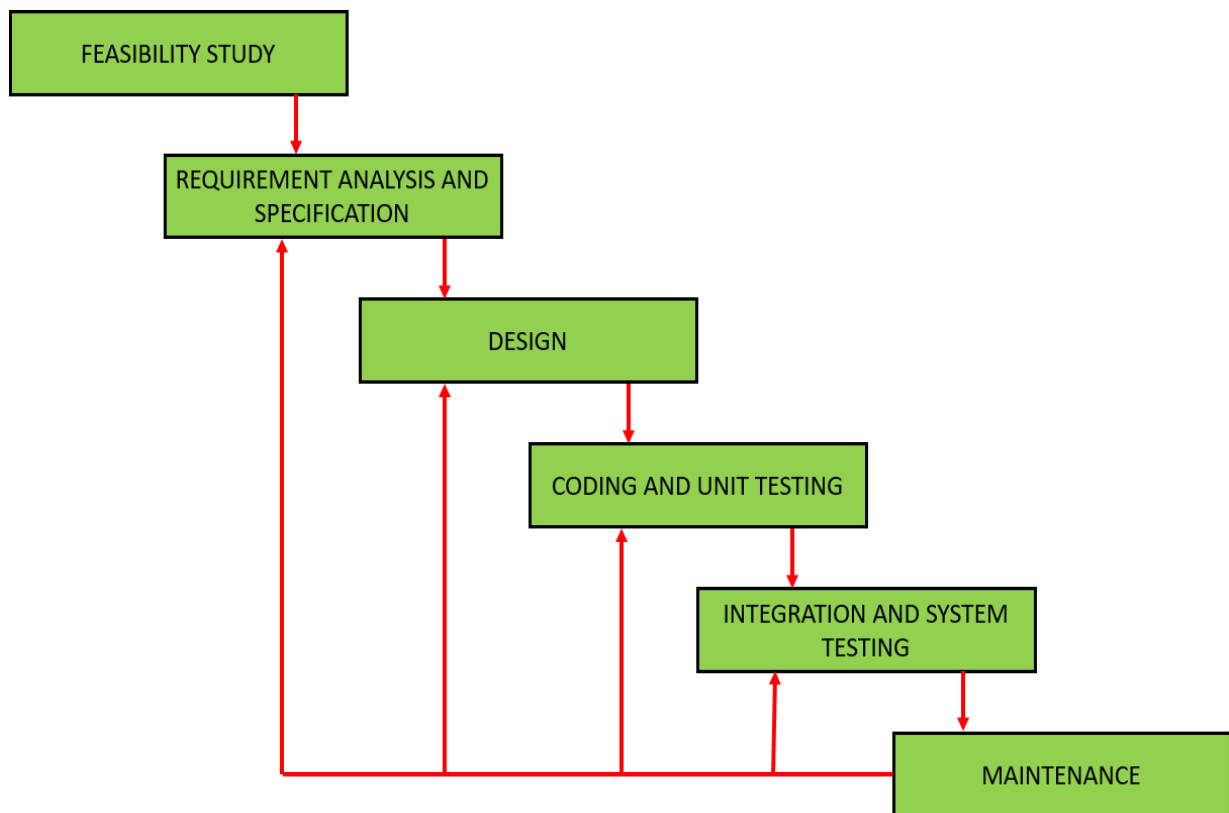 FEASIBILITY STUDY
REQUIREMENT ANALYSIS AND
SPECIFICATION
DESIGN
CODING AND UNIT TESTING
INTEGRATION AND SYSTEM
TESTING
MAINTENANCE